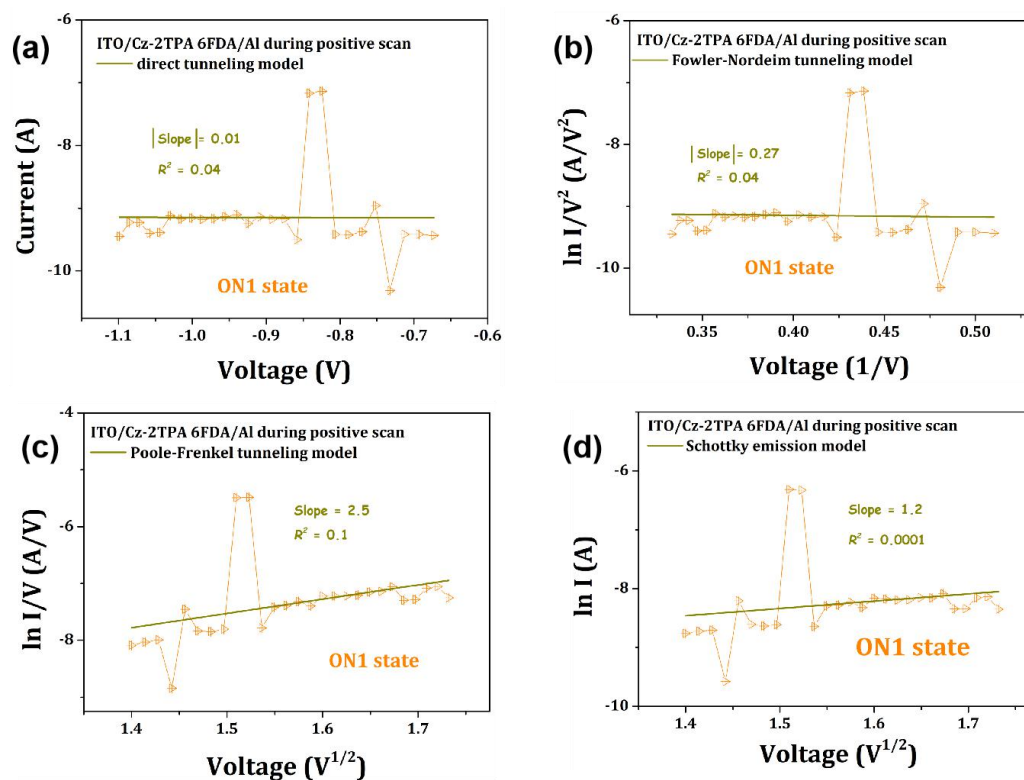 (a)
ITO/Cz-2TPA 6FDA/Al during positive scan
direct tunneling model
|Slope|= 0.01
R² = 0.04
ON1 state
Current (A)
-6
-8
-10
-1.1 -1.0 -0.9 -0.8 -0.7 -0.6
Voltage (V)
(b)
ITO/Cz-2TPA 6FDA/Al during positive scan
Fowler-Nordeim tunneling model
|Slope|= 0.27
R² = 0.04
ON1 state
ln I/V² (A/V²)
-6
-8
-10
0.35 0.40 0.45 0.50
Voltage (1/V)
(c)
ITO/Cz-2TPA 6FDA/Al during positive scan
Poole-Frenkel tunneling model
Slope = 2.5
R² = 0.1
ON1 state
ln I/V (A/V)
-4
-6
-8
1.4 1.5 1.6 1.7
Voltage (V¹/²)
(d)
ITO/Cz-2TPA 6FDA/Al during positive scan
Schottky emission model
Slope = 1.2
R² = 0.0001
ON1 state
ln I (A)
-6
-8
-10
1.4 1.5 1.6 1.7
Voltage (V¹/²)